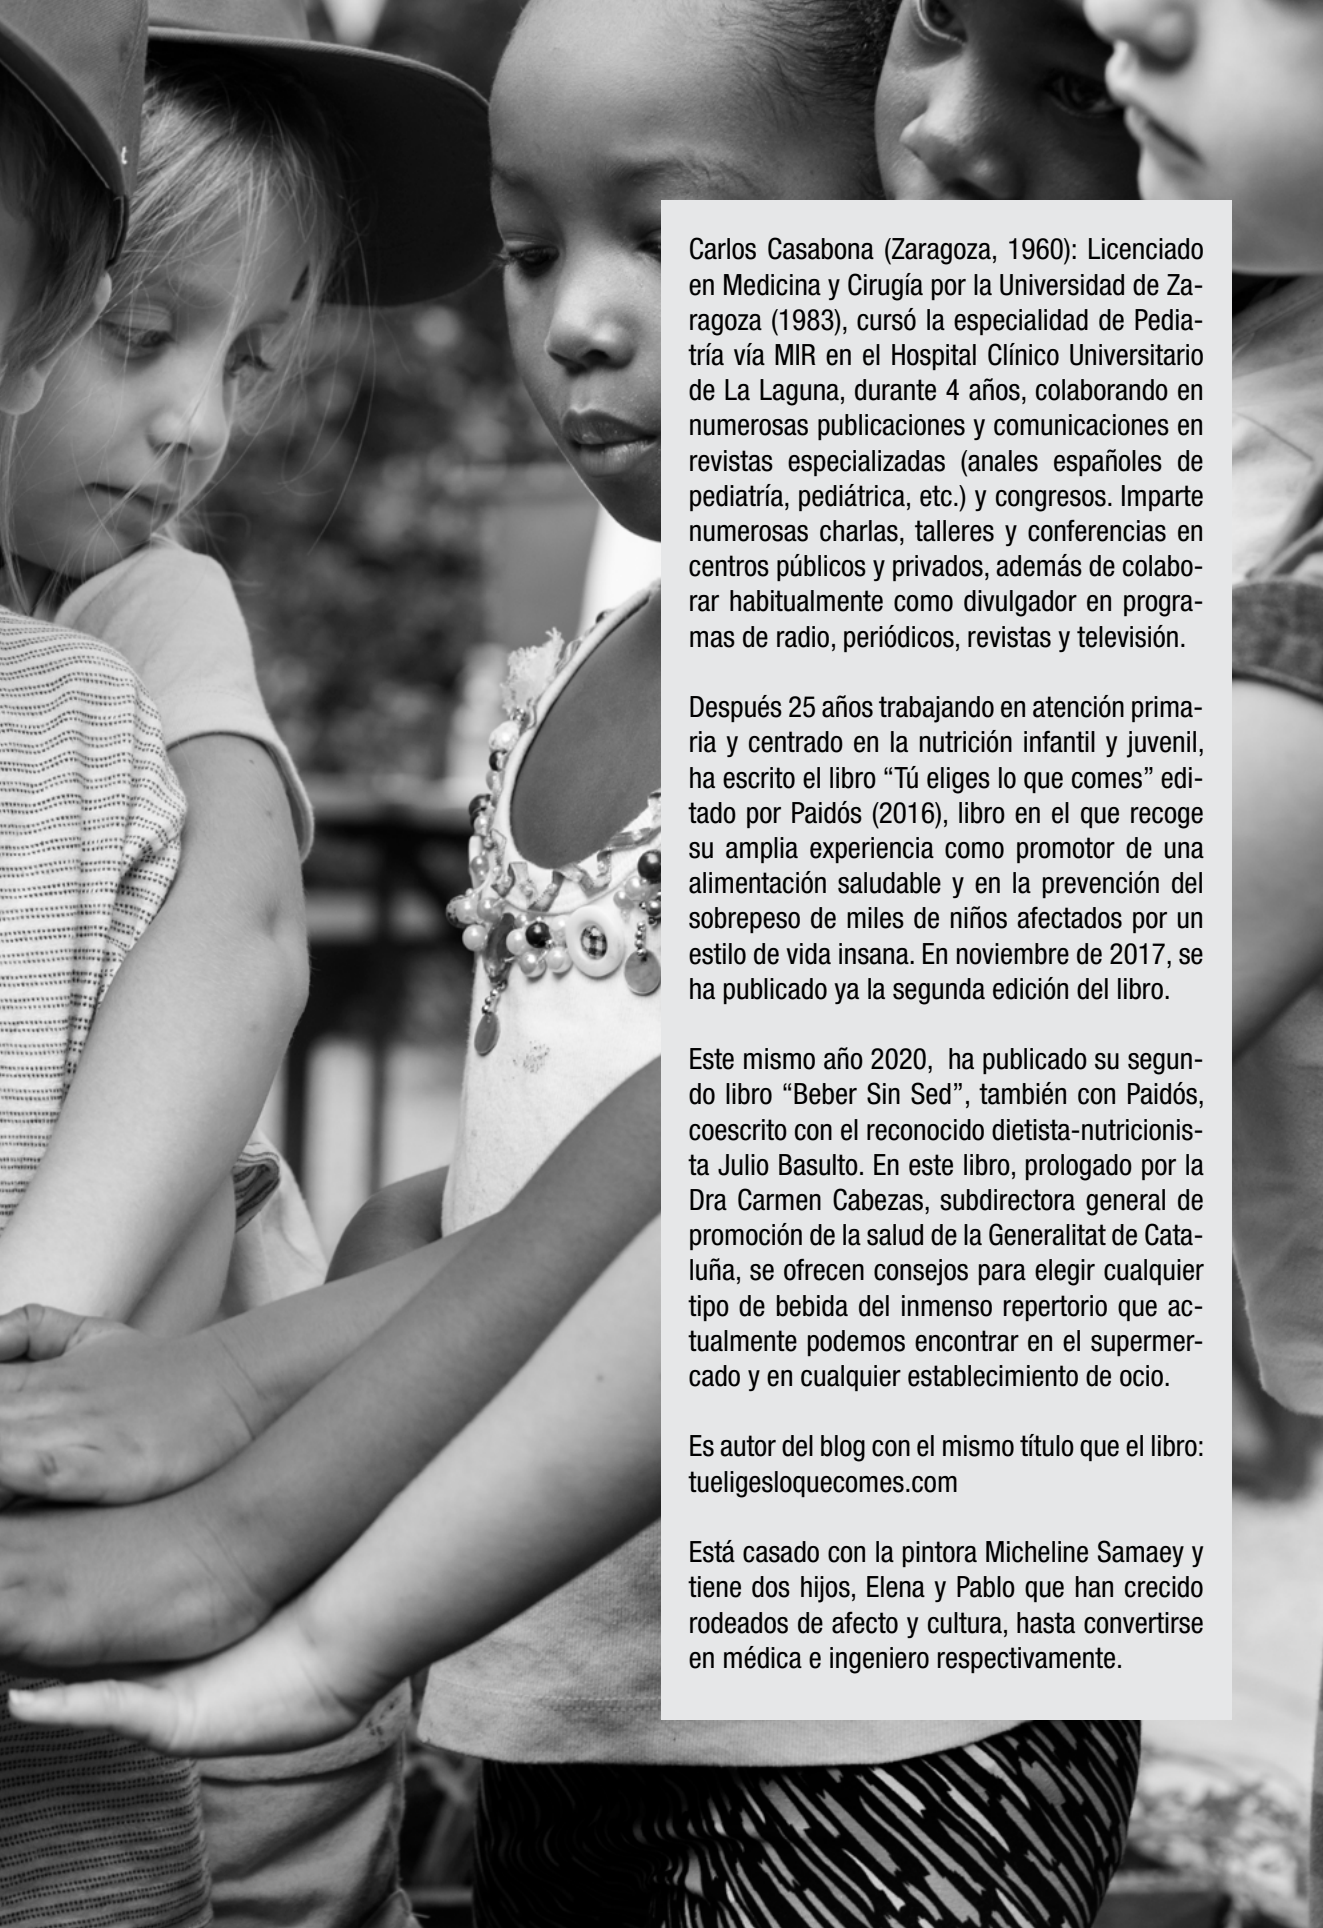 Carlos Casabona (Zaragoza, 1960): Licenciado
en Medicina y Cirugía por la Universidad de Za-
ragoza (1983), cursó la especialidad de Pedia-
tría vía MIR en el Hospital Clínico Universitario
de La Laguna, durante 4 años, colaborando en
numerosas publicaciones y comunicaciones en
revistas especializadas (anales españoles de
pediatría, pediátrica, etc.) y congresos. Imparte
numerosas charlas, talleres y conferencias en
centros públicos y privados, además de colabo-
rar habitualmente como divulgador en progra-
mas de radio, periódicos, revistas y televisión.
Después 25 años trabajando en atención prima-
ria y centrado en la nutrición infantil y juvenil,
ha escrito el libro “Tú eliges lo que comes” edi-
tado por Paidós (2016), libro en el que recoge
su amplia experiencia como promotor de una
alimentación saludable y en la prevención del
sobrepeso de miles de niños afectados por un
estilo de vida insana. En noviembre de 2017, se
ha publicado ya la segunda edición del libro.
Este mismo año 2020,  ha publicado su segun-
do libro “Beber Sin Sed”, también con Paidós,
coescrito con el reconocido dietista-nutricionis-
ta Julio Basulto. En este libro, prologado por la
Dra Carmen Cabezas, subdirectora general de
promoción de la salud de la Generalitat de Cata-
luña, se ofrecen consejos para elegir cualquier
tipo de bebida del inmenso repertorio que ac-
tualmente podemos encontrar en el supermer-
cado y en cualquier establecimiento de ocio.
Es autor del blog con el mismo título que el libro:
tueligesloquecomes.com
Está casado con la pintora Micheline Samaey y
tiene dos hijos, Elena y Pablo que han crecido
rodeados de afecto y cultura, hasta convertirse
en médica e ingeniero respectivamente.